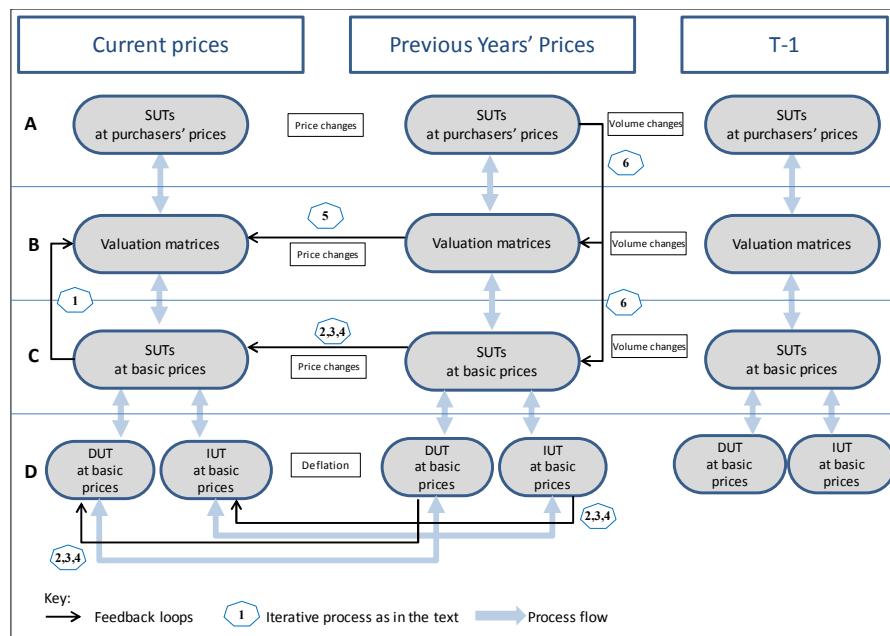 Current prices
Previous Years' Prices
T-1
A
SUTs
at purchasers' prices
Price changes
SUTs
at purchasers' prices
Volume changes
SUTs
at purchasers' prices
6
B
Valuation matrices
5
Price changes
Valuation matrices
Volume changes
Valuation matrices
1
6
C
SUTs
at basic prices
2,3,4
Price changes
SUTs
at basic prices
Volume changes
SUTs
at basic prices
D
DUT
at basic
prices
IUT
at basic
prices
Deflation
DUT
at basic
prices
IUT
at basic
prices
DUT
at basic
prices
IUT
at basic
prices
2,3,4
2,3,4
Key:
Feedback loops
1
Iterative process as in the text
Process flow